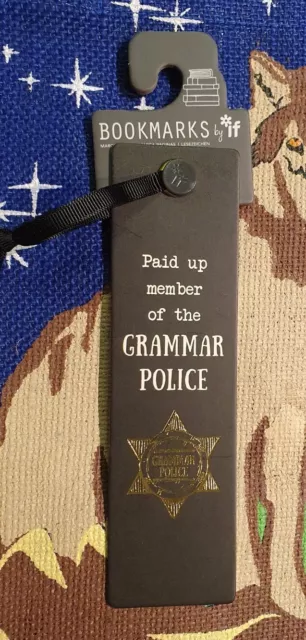 BOOKMARKS by if
Paid up
member
of the
GRAMMAR
POLICE
GRAMMAR
POLICE